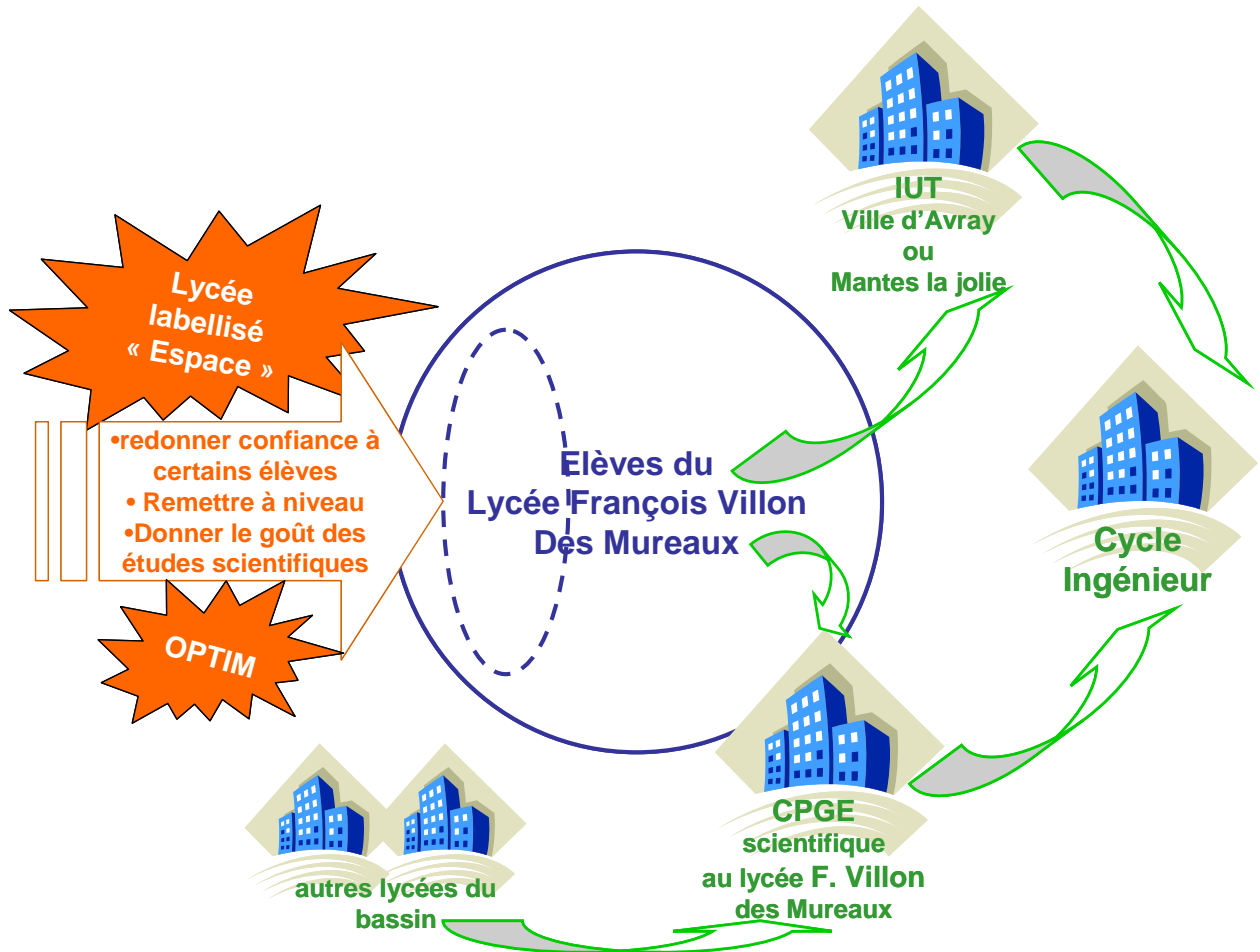 IUT
Ville d’Avray
ou
Mantes la jolie
Lycée
labellisé
« Espace »
•redonner confiance à
certains élèves
• Remettre à niveau
•Donner le goût des
études scientifiques
OPTIM
Elèves du
Lycée François Villon
Des Mureaux
Cycle
Ingénieur
CPGE
scientifique
au lycée F. Villon
des Mureaux
autres lycées du
bassin